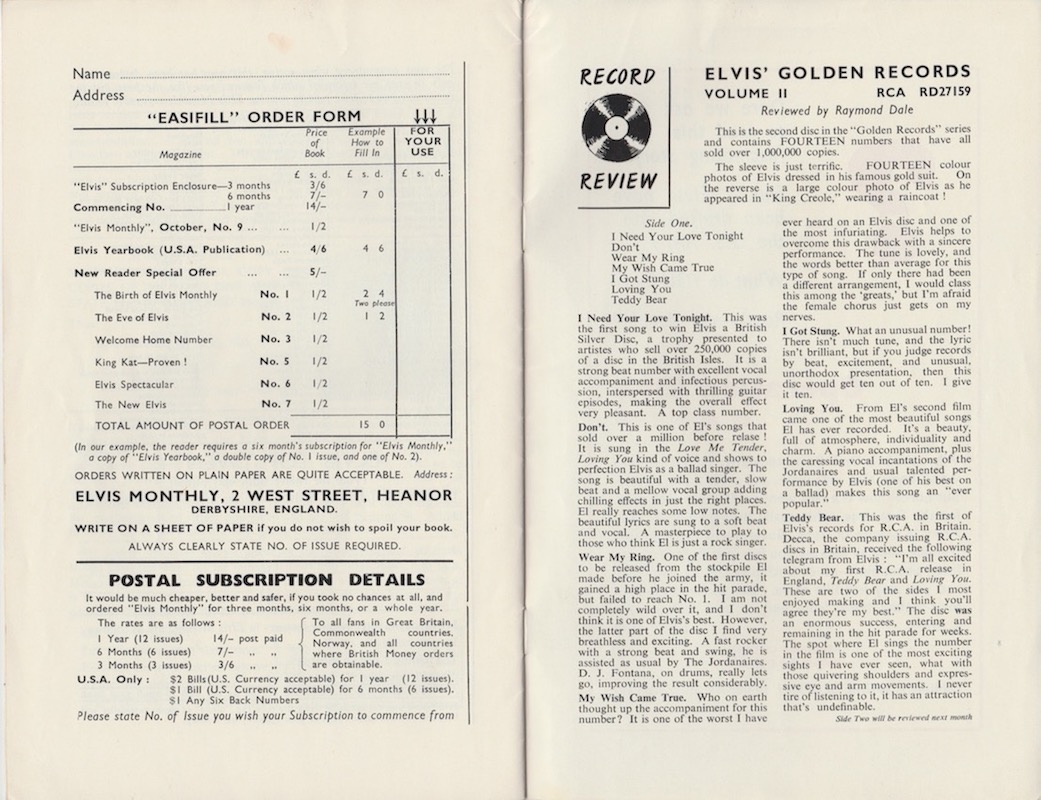 Name
Address
"EASIFILL" ORDER FORM
Magazine
Price of Book
Example How to Fill In
FOR YOUR USE
£ s. d. £ s. d. £ s. d.
"Elvis" Subscription Enclosure—3 months 3/6
6 months 7/– 7 0
Commencing No. 1 year 14/–
"Elvis Monthly", October, No. 9 ... ... 1/2
Elvis Yearbook (U.S.A. Publication) ... 4/6 4 6
New Reader Special Offer ... ... 5/–
The Birth of Elvis Monthly No. 1 1/2 2 4
Two please
The Eve of Elvis No. 2 1/2 1 2
Welcome Home Number No. 3 1/2
King Kat—Proven ! No. 5 1/2
Elvis Spectacular No. 6 1/2
The New Elvis No. 7 1/2
TOTAL AMOUNT OF POSTAL ORDER 15 0
(In our example, the reader requires a six month's subscription for "Elvis Monthly,"
a copy of "Elvis Yearbook," a double copy of No. 1 issue, and one of No. 2).
ORDERS WRITTEN ON PLAIN PAPER ARE QUITE ACCEPTABLE. Address :
ELVIS MONTHLY, 2 WEST STREET, HEANOR
DERBYSHIRE, ENGLAND.
WRITE ON A SHEET OF PAPER if you do not wish to spoil your book.
ALWAYS CLEARLY STATE NO. OF ISSUE REQUIRED.
POSTAL SUBSCRIPTION DETAILS
It would be much cheaper, better and safer, if you took no chances at all, and
ordered "Elvis Monthly" for three months, six months, or a whole year.
The rates are as follows :
1 Year (12 issues) 14/– post paid
6 Months (6 issues) 7/– „ „
3 Months (3 issues) 3/6 „ „
To all fans in Great Britain,
Commonwealth countries,
Norway, and all countries
where British Money orders
are obtainable.
U.S.A. Only : $2 Bills (U.S. Currency acceptable) for 1 year (12 issues).
$1 Bill (U.S. Currency acceptable) for 6 months (6 issues).
$1 Any Six Back Numbers
Please state No. of Issue you wish your Subscription to commence from
RECORD
REVIEW
ELVIS' GOLDEN RECORDS
VOLUME II RCA RD27159
Reviewed by Raymond Dale
This is the second disc in the "Golden Records" series
and contains FOURTEEN numbers that have all
sold over 1,000,000 copies.
The sleeve is just terrific. FOURTEEN colour
photos of Elvis dressed in his famous gold suit. On
the reverse is a large colour photo of Elvis as he
appeared in "King Creole," wearing a raincoat !
Side One.
I Need Your Love Tonight
Don't
Wear My Ring
My Wish Came True
I Got Stung
Loving You
Teddy Bear
I Need Your Love Tonight. This was
the first song to win Elvis a British
Silver Disc, a trophy presented to
artistes who sell over 250,000 copies
of a disc in the British Isles. It is a
strong beat number with excellent vocal
accompaniment and infectious percus-
sion, interspersed with thrilling guitar
episodes, making the overall effect
very pleasant. A top class number.
Don't. This is one of El's songs that
sold over a million before relase !
It is sung in the Love Me Tender,
Loving You kind of voice and shows to
perfection Elvis as a ballad singer. The
song is beautiful with a tender, slow
beat and a mellow vocal group adding
chilling effects in just the right places.
El really reaches some low notes. The
beautiful lyrics are sung to a soft beat
and vocal. A masterpiece to play to
those who think El is just a rock singer.
Wear My Ring. One of the first discs
to be released from the stockpile El
made before he joined the army, it
gained a high place in the hit parade,
but failed to reach No. 1. I am not
completely wild over it, and I don't
think it is one of Elvis's best. However,
the latter part of the disc I find very
breathless and exciting. A fast rocker
with a strong beat and swing, he is
assisted as usual by The Jordanaires.
D. J. Fontana, on drums, really lets
go, improving the result considerably.
My Wish Came True. Who on earth
thought up the accompaniment for this
number? It is one of the worst I have
ever heard on an Elvis disc and one of
the most infuriating. Elvis helps to
overcome this drawback with a sincere
performance. The tune is lovely, and
the words better than average for this
type of song. If only there had been
a different arrangement, I would class
this among the 'greats,' but I'm afraid
the female chorus just gets on my
nerves.
I Got Stung. What an unusual number!
There isn't much tune, and the lyric
isn't brilliant, but if you judge records
by beat, excitement, and unusual,
unorthodox presentation, then this
disc would get ten out of ten. I give
it ten.
Loving You. From El's second film
came one of the most beautiful songs
El has ever recorded. It's a beauty,
full of atmosphere, individuality and
charm. A piano accompaniment, plus
the caressing vocal incantations of the
Jordanaires and usual talented per-
formance by Elvis (one of his best on
a ballad) makes this song an "ever
popular."
Teddy Bear. This was the first of
Elvis's records for R.C.A. in Britain.
Decca, the company issuing R.C.A.
discs in Britain, received the following
telegram from Elvis : "I'm all excited
about my first R.C.A. release in
England, Teddy Bear and Loving You.
These are two of the sides I most
enjoyed making and I think you'll
agree they're my best." The disc was
an enormous success, entering and
remaining in the hit parade for weeks.
The spot where El sings the number
in the film is one of the most exciting
sights I have ever seen, what with
those quivering shoulders and expres-
sive eye and arm movements. I never
tire of listening to it, it has an attraction
that's undefinable.
Side Two will be reviewed next month